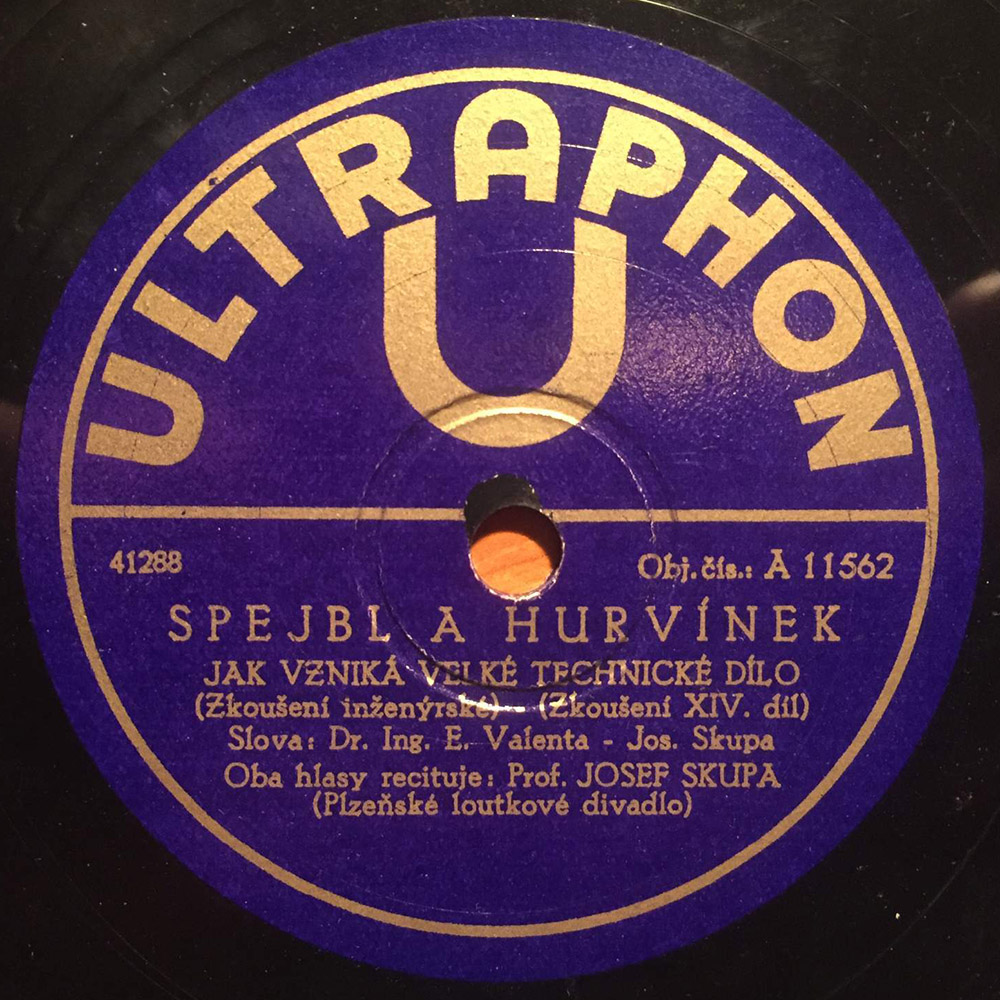 ULTRAPHON
U
41288
Obj. čís.: A 11562
SPEJBL A HURVÍNEK
JAK VZNIKÁ VELKÉ TECHNICKÉ DÍLO
(Zkoušení inženýrské) - (Zkoušení XIV. díl)
Slova: Dr. Ing. E. Valenta - Jos. Skupa
Oba hlasy recituje: Prof. JOSEF SKUPA
(Plzeňské loutkové divadlo)